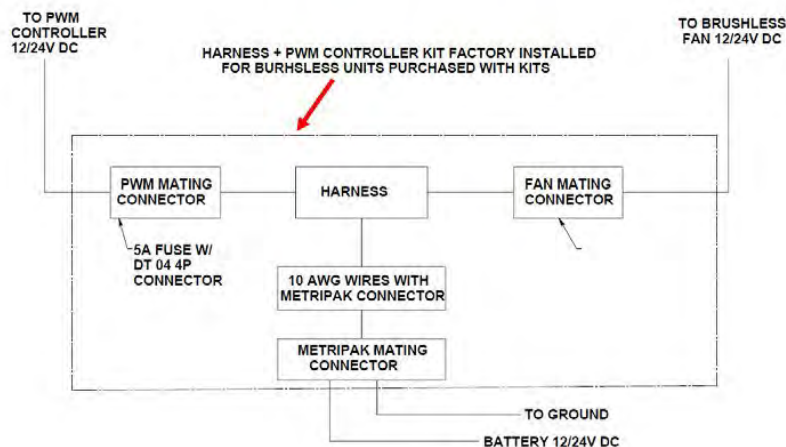 TO PWM
CONTROLLER
12/24V DC
TO BRUSHLESS
FAN 12/24V DC
HARNESS + PWM CONTROLLER KIT FACTORY INSTALLED
FOR BURHSLESS UNITS PURCHASED WITH KITS
PWM MATING
CONNECTOR
HARNESS
FAN MATING
CONNECTOR
5A FUSE W/
DT 04 4P
CONNECTOR
10 AWG WIRES WITH
METRIPAK CONNECTOR
METRIPAK MATING
CONNECTOR
TO GROUND
BATTERY 12/24V DC